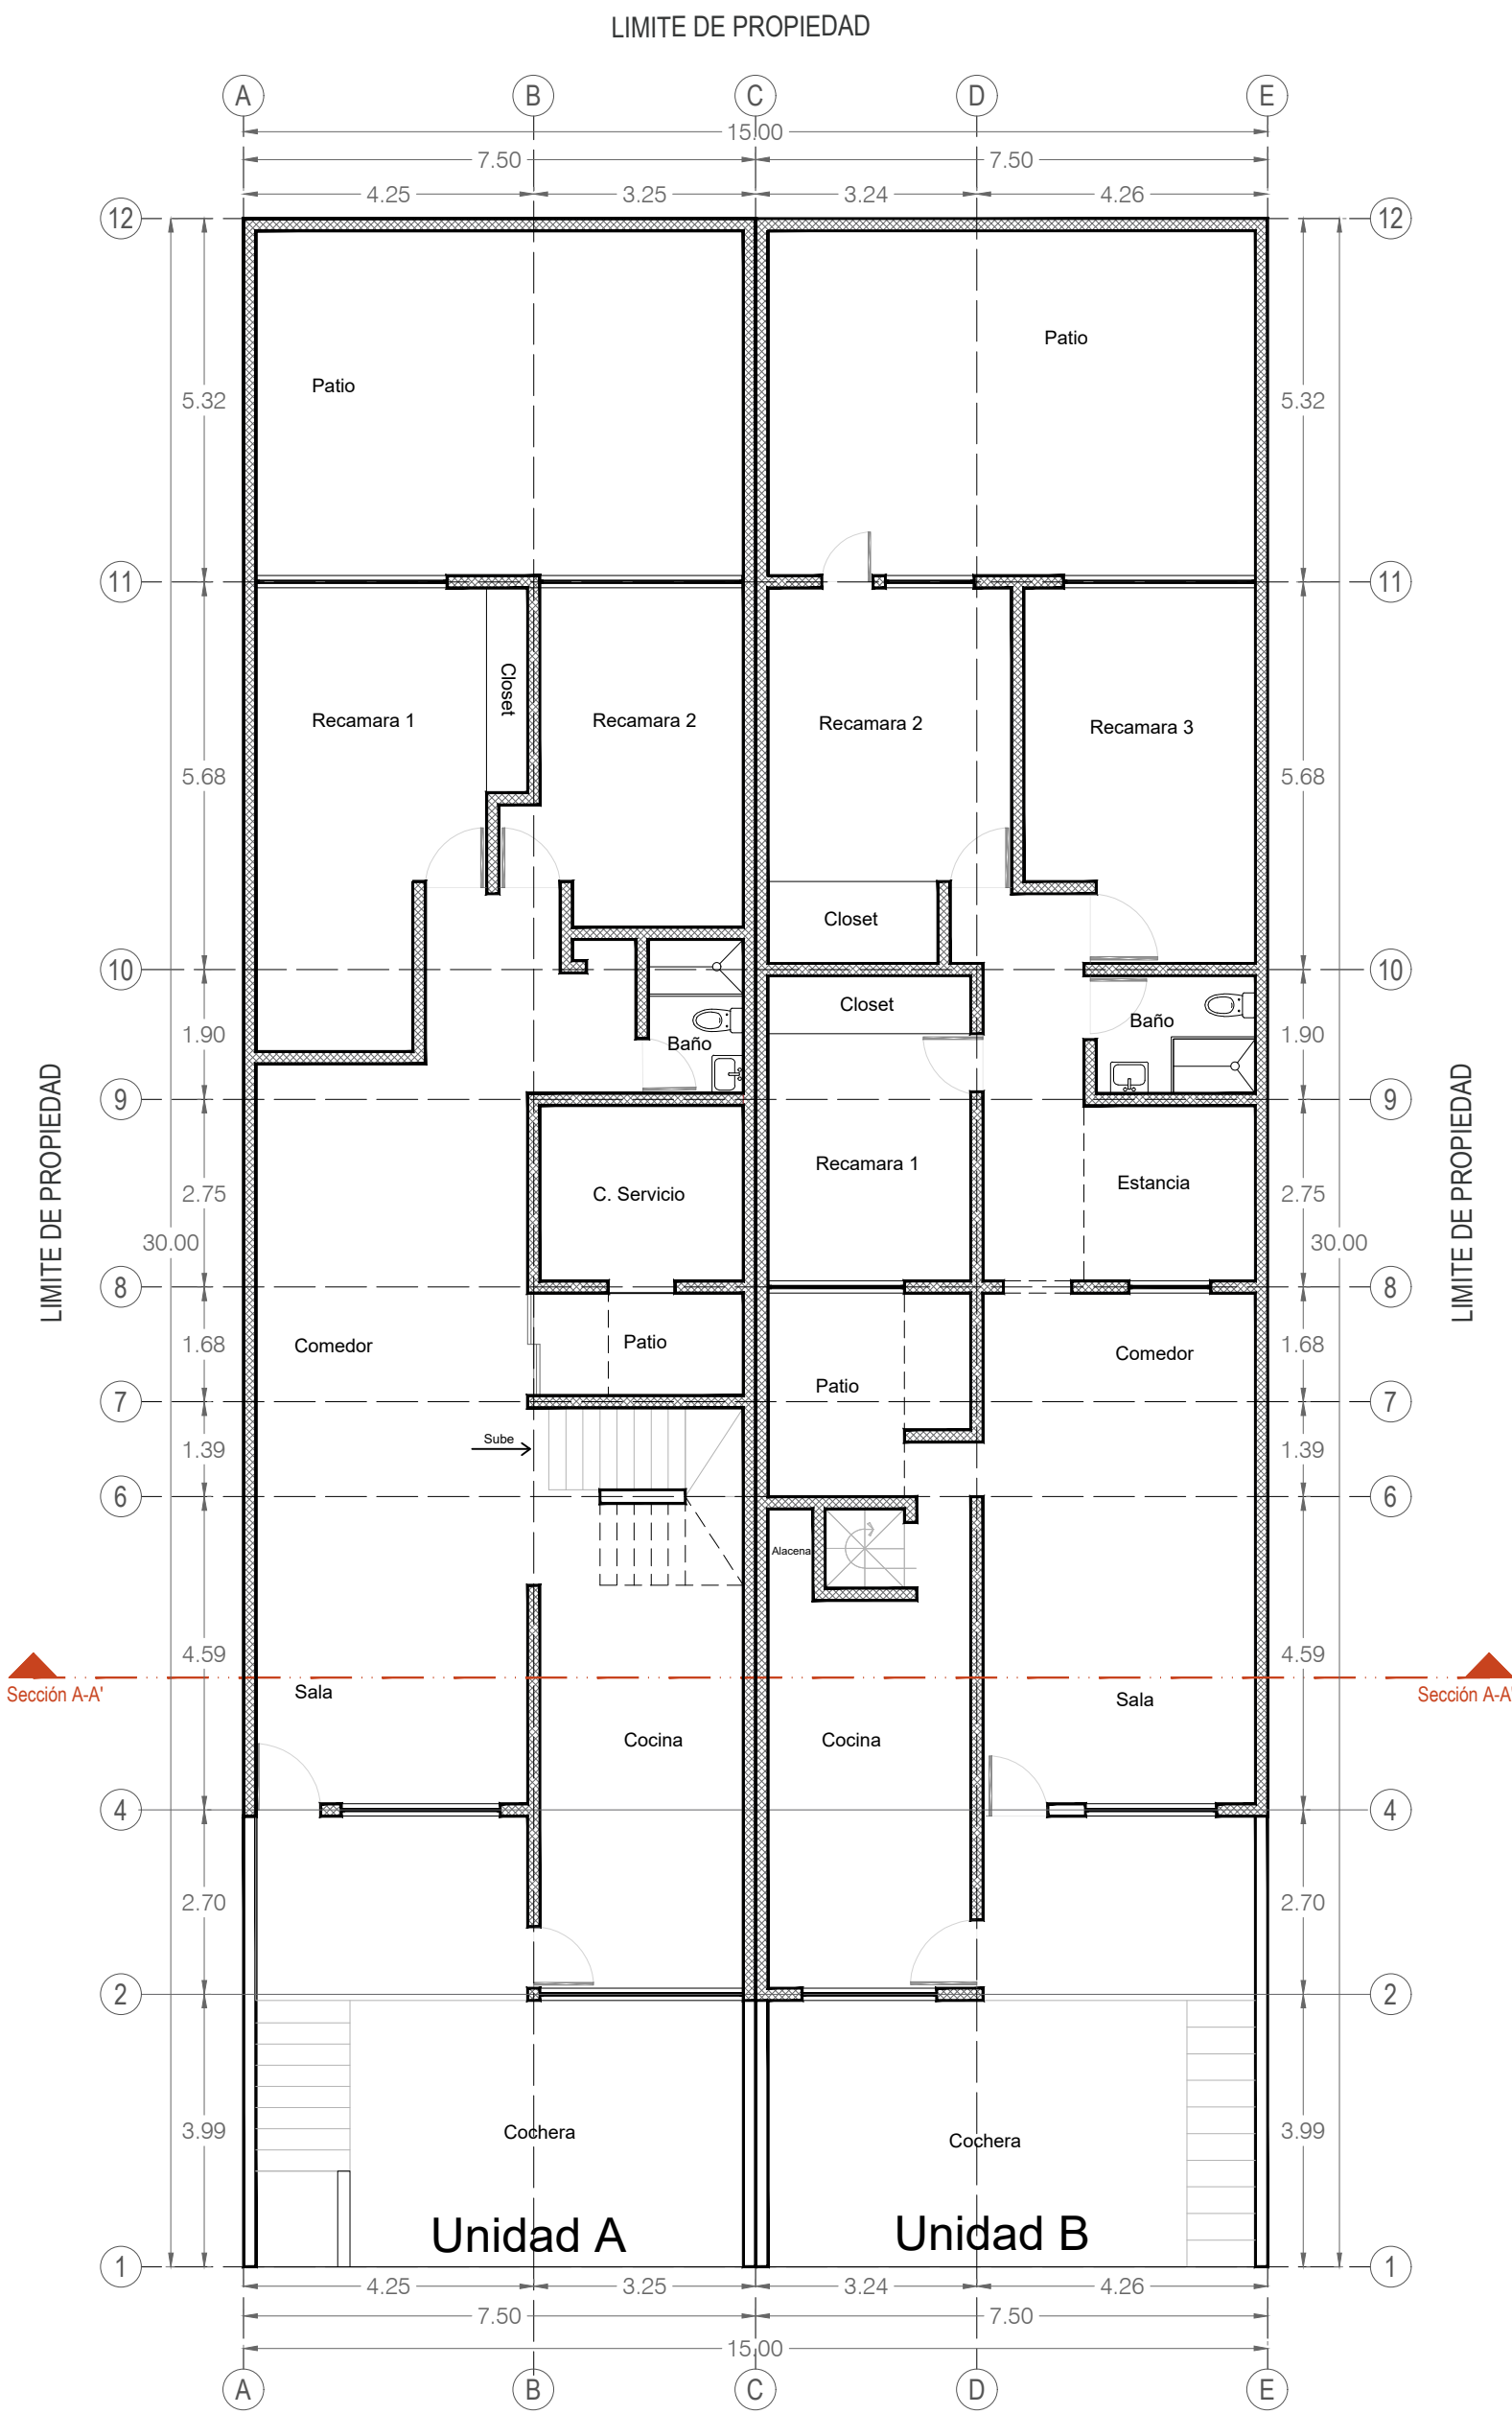 LIMITE DE PROPIEDAD
A B C D E
15.00
7.50 7.50
4.25 3.25 3.24 4.26
12 12
Patio
Patio
5.32 5.32
11 11
Closet
Recamara 1 Recamara 2 Recamara 2 Recamara 3
5.68 5.68
Closet
10 10
Closet
Baño
1.90 1.90
Baño
9 9
LIMITE DE PROPIEDAD
LIMITE DE PROPIEDAD
Recamara 1
Estancia
2.75 C. Servicio 2.75
30.00 30.00
8 8
1.68 Comedor Patio Comedor 1.68
Patio
7 7
Sube
1.39 1.39
6 6
Alacena
4.59 4.59
Sección A-A' Sala Sala Sección A-A'
Cocina Cocina
4 4
2.70 2.70
2 2
3.99 Cochera Cochera 3.99
Unidad A Unidad B
1 1
4.25 3.25 3.24 4.26
7.50 7.50
15.00
A B C D E